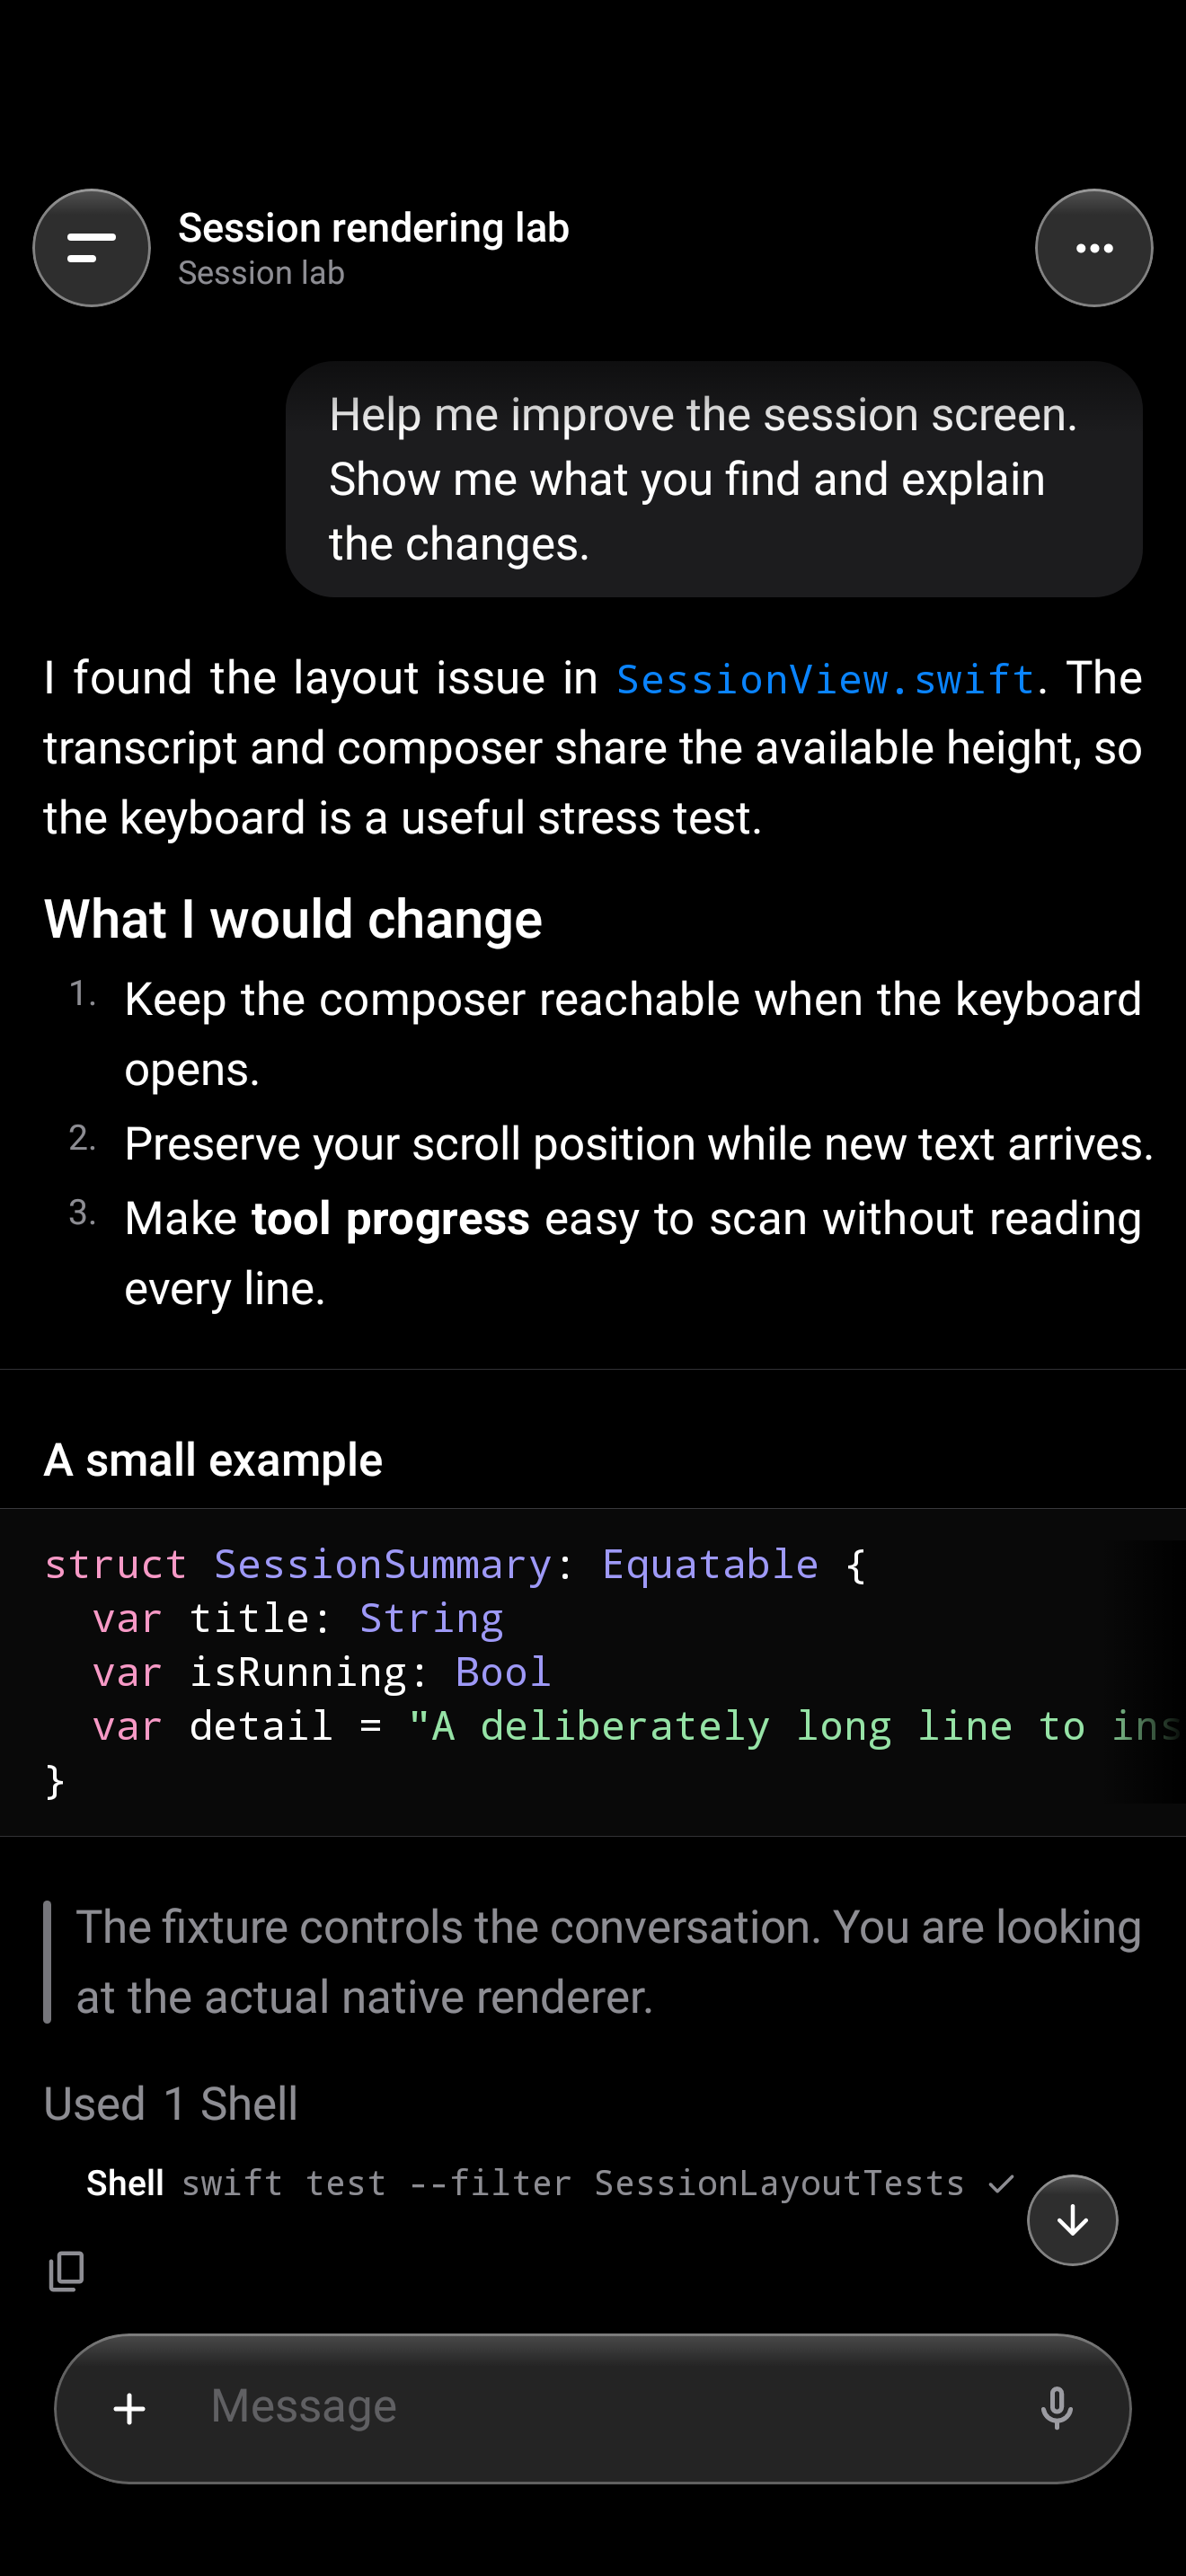 Session rendering lab
Session lab
Help me improve the session screen.
Show me what you find and explain
the changes.
I found the layout issue in SessionView.swift. The
transcript and composer share the available height, so
the keyboard is a useful stress test.
What I would change
1. Keep the composer reachable when the keyboard
opens.
2. Preserve your scroll position while new text arrives.
3. Make tool progress easy to scan without reading
every line.
A small example
struct SessionSummary: Equatable {
  var title: String
  var isRunning: Bool
  var detail = "A deliberately long line to ins
}
The fixture controls the conversation. You are looking
at the actual native renderer.
Used 1 Shell
Shell swift test --filter SessionLayoutTests
Message